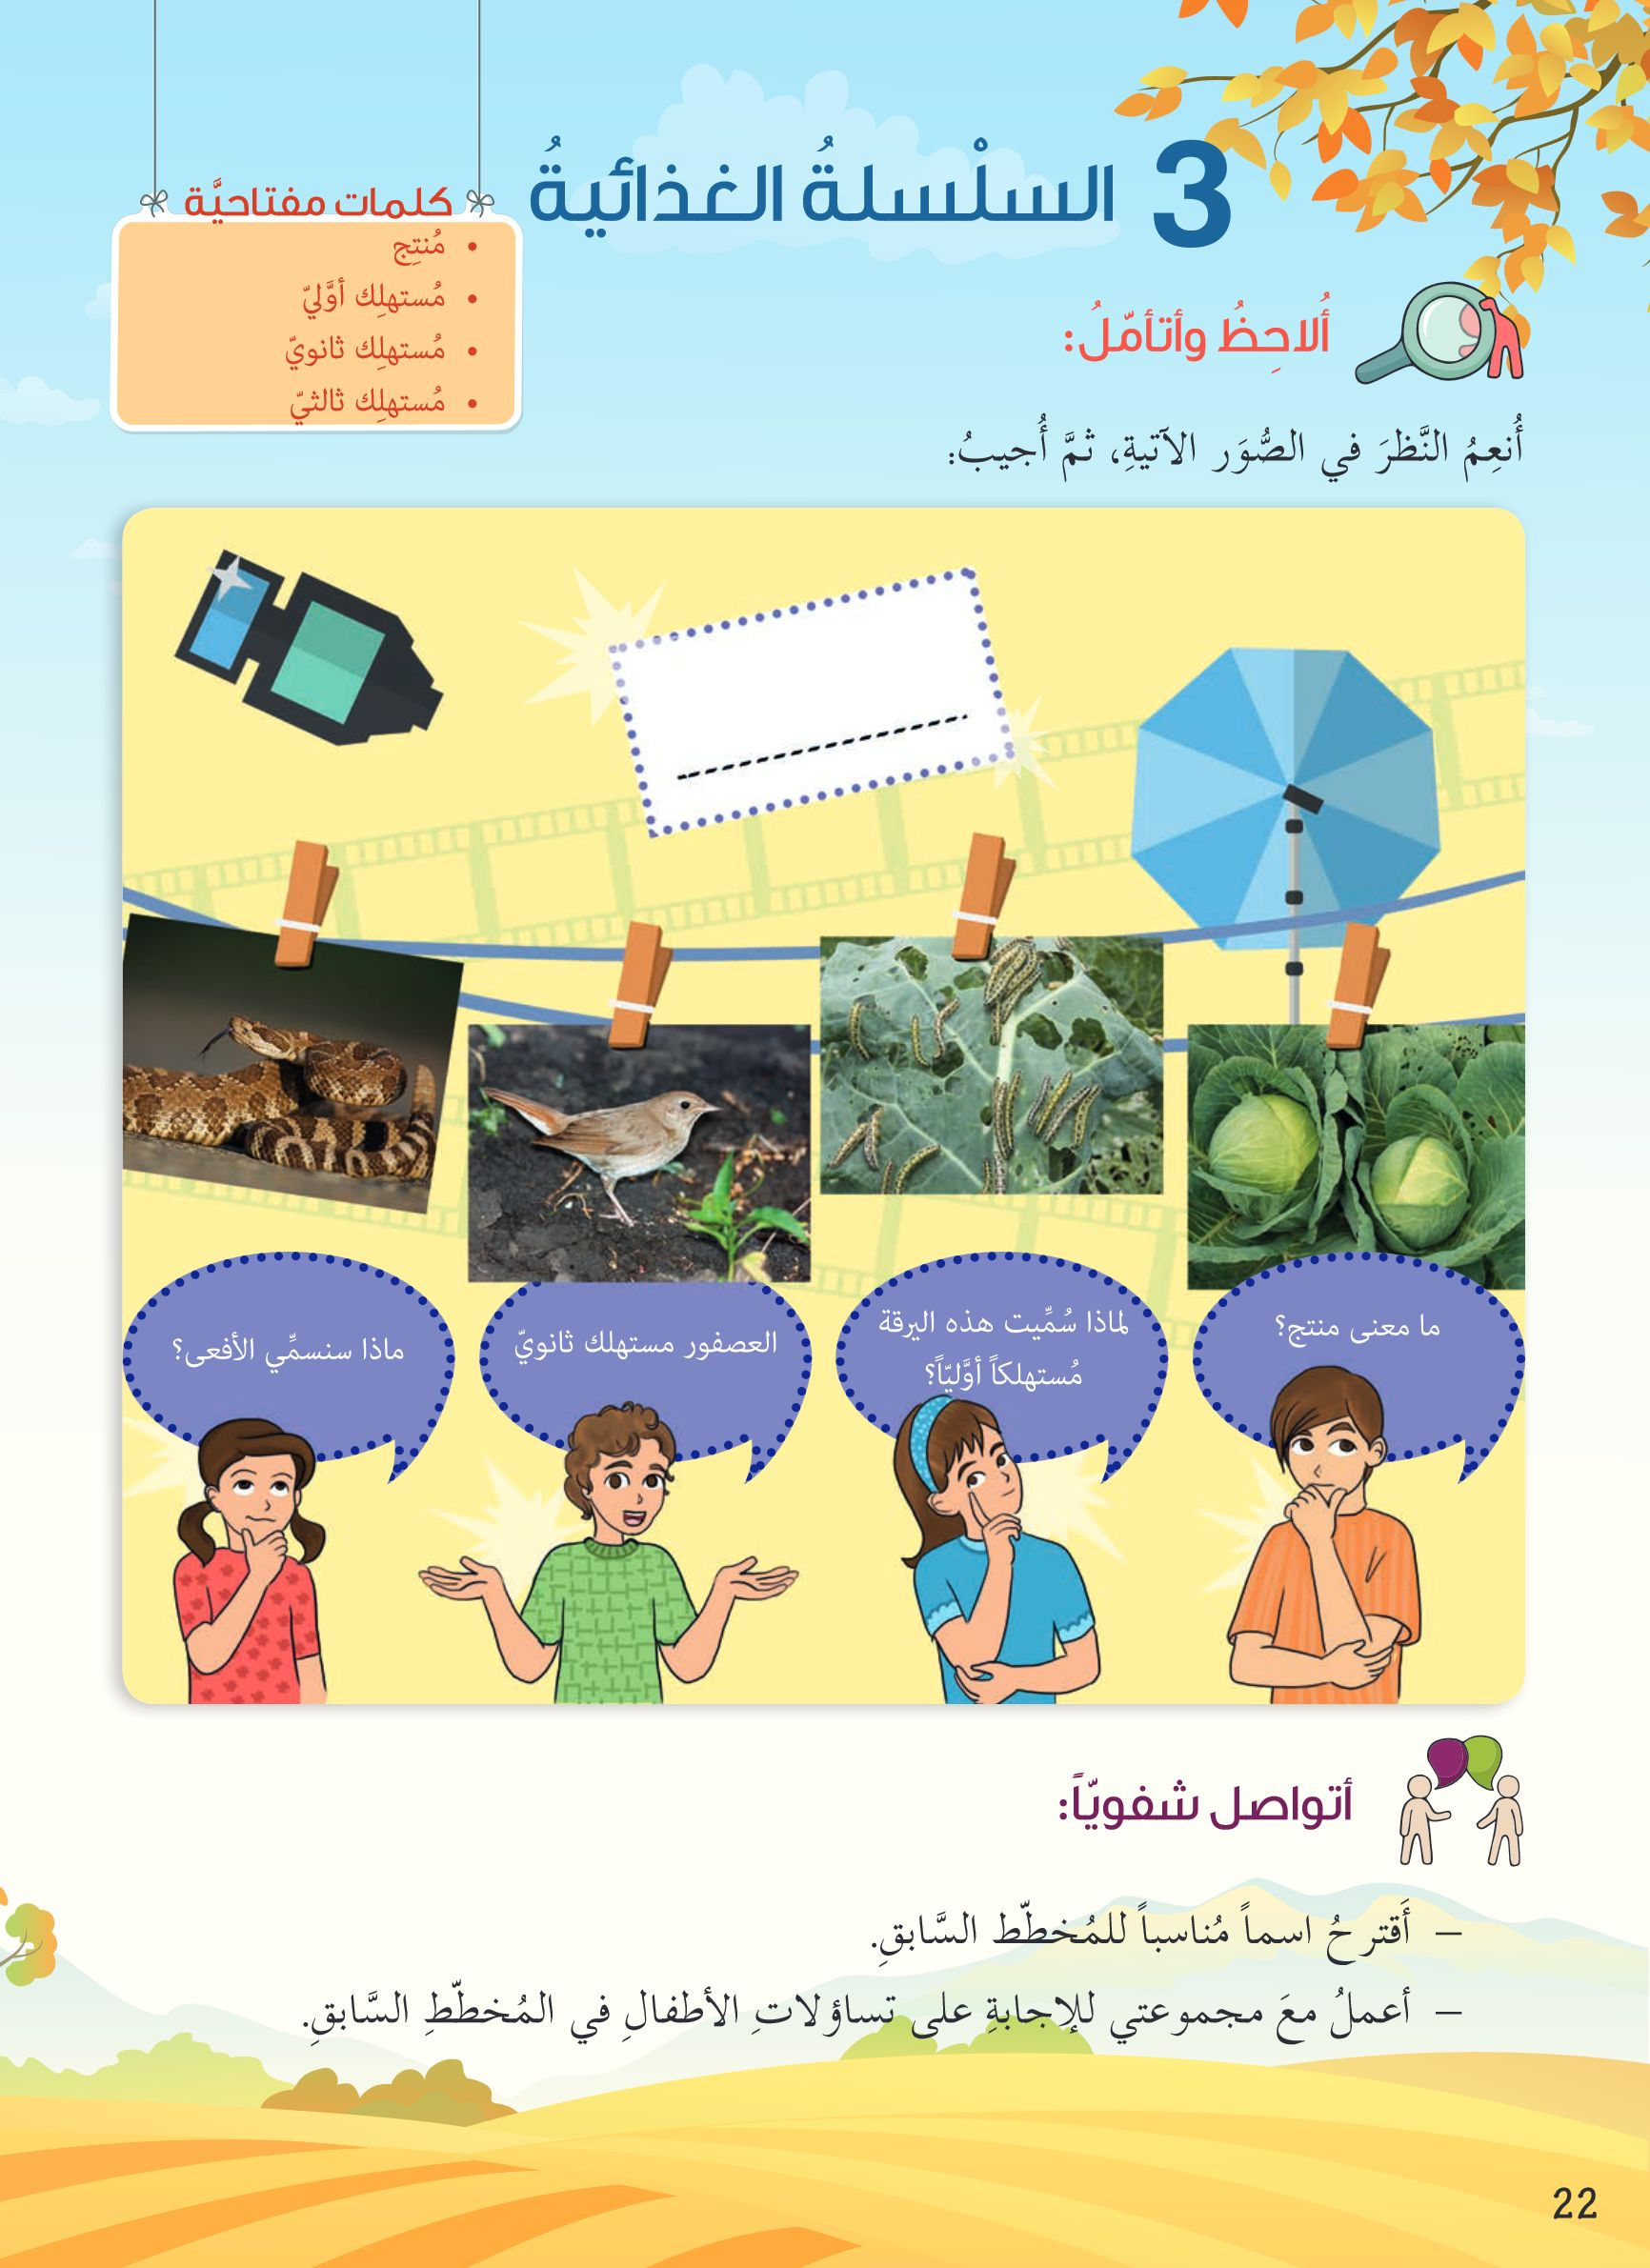 3 السلْسلةُ الغذائيةُ
كلمات مفتاحيَّة
• مُنتِج
• مُستهلِك أوَّليّ
• مُستهلِك ثانويّ
• مُستهلِك ثالثيّ
أُلاحِظُ وأتأمّلُ:
أُنعِمُ النَّظرَ في الصُّوَر الآتيةِ، ثمَّ أُجيبُ:
ما معنى منتج؟
لماذا سُمِّيت هذه اليرقة
مُستهلكاً أوَّليّاً؟
العصفور مستهلك ثانويّ
ماذا سنسمِّي الأفعى؟
أتواصل شفويّاً:
– أَقترحُ اسماً مُناسباً للمُخطّط السَّابقِ.
– أعملُ معَ مجموعتي للإجابةِ على تساؤلاتِ الأطفالِ في المُخطّطِ السَّابقِ.
22